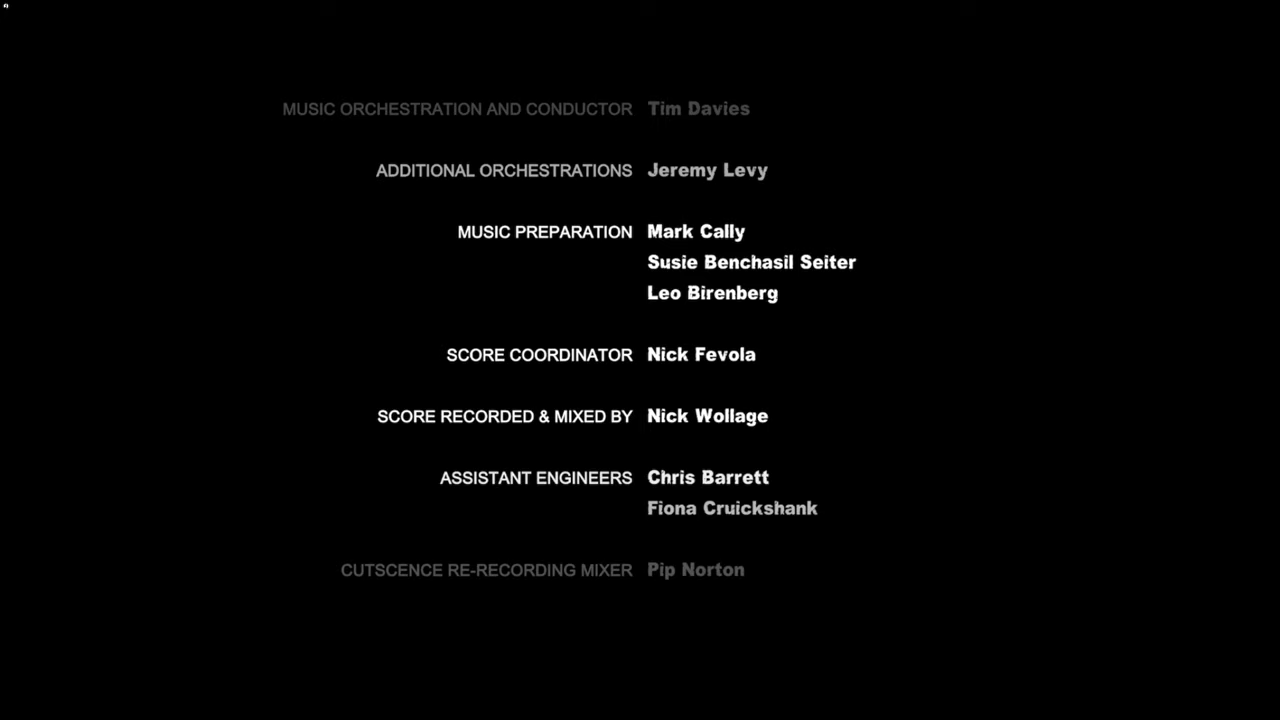 MUSIC ORCHESTRATION AND CONDUCTOR Tim Davies
ADDITIONAL ORCHESTRATIONS Jeremy Levy
MUSIC PREPARATION Mark Cally
Susie Benchasil Seiter
Leo Birenberg
SCORE COORDINATOR Nick Fevola
SCORE RECORDED & MIXED BY Nick Wollage
ASSISTANT ENGINEERS Chris Barrett
Fiona Cruickshank
CUTSCENCE RE-RECORDING MIXER Pip Norton